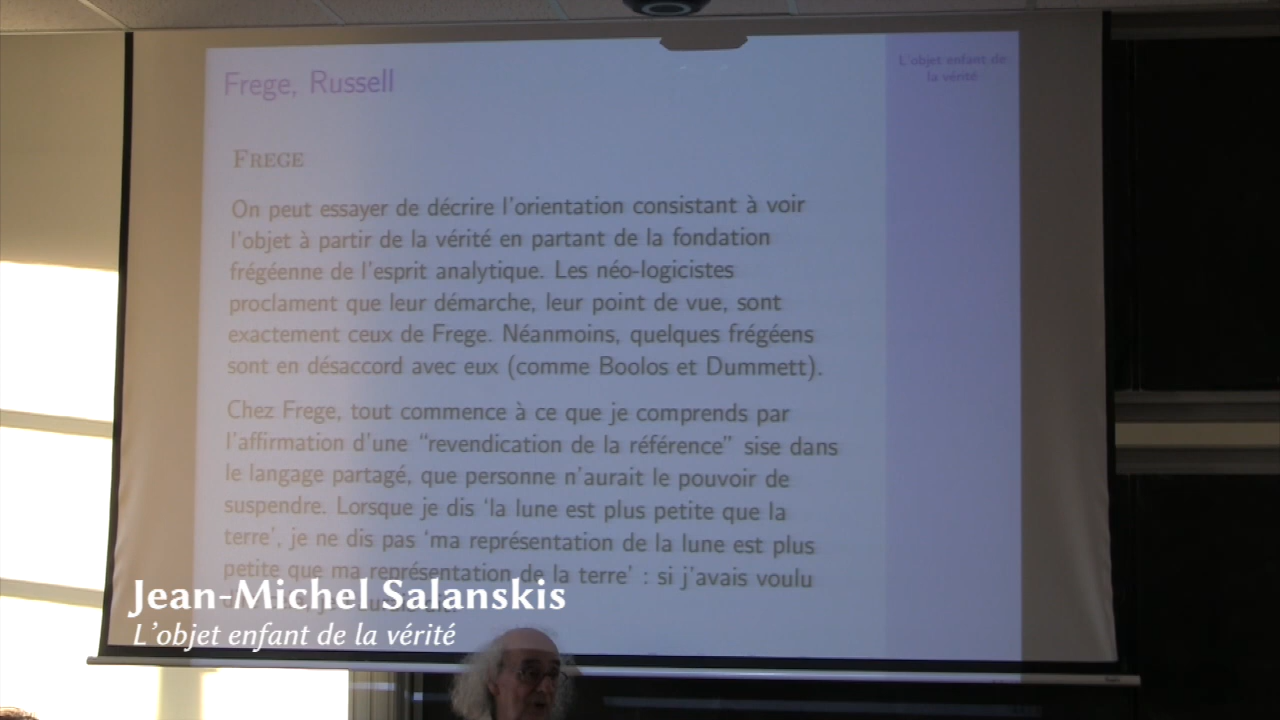 Frege, Russell
L'objet enfant de
la vérité
FREGE
On peut essayer de décrire l'orientation consistant à voir
l'objet à partir de la vérité en partant de la fondation
frégéenne de l'esprit analytique. Les néo-logicistes
proclament que leur démarche, leur point de vue, sont
exactement ceux de Frege. Néanmoins, quelques frégéens
sont en désaccord avec eux (comme Boolos et Dummett).
Chez Frege, tout commence à ce que je comprends par
l'affirmation d'une “revendication de la référence” sise dans
le langage partagé, que personne n'aurait le pouvoir de
suspendre. Lorsque je dis ‘la lune est plus petite que la
terre’, je ne dis pas ‘ma représentation de la lune est plus
petite que ma représentation de la terre’ : si j'avais voulu
Jean-Michel Salanskis
L'objet enfant de la vérité